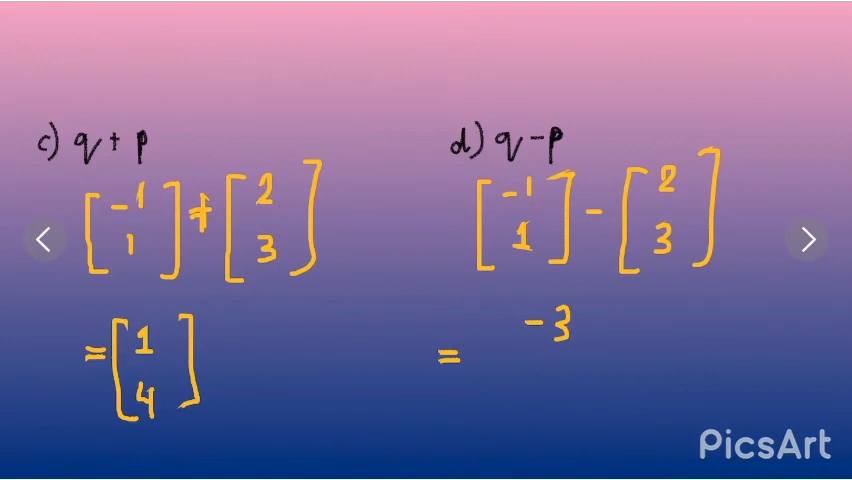 c) q + p
d) q - p
[-1 1] + [2 3]
[-1 1] - [2 3]
= [1 4]
= -3
PicsArt